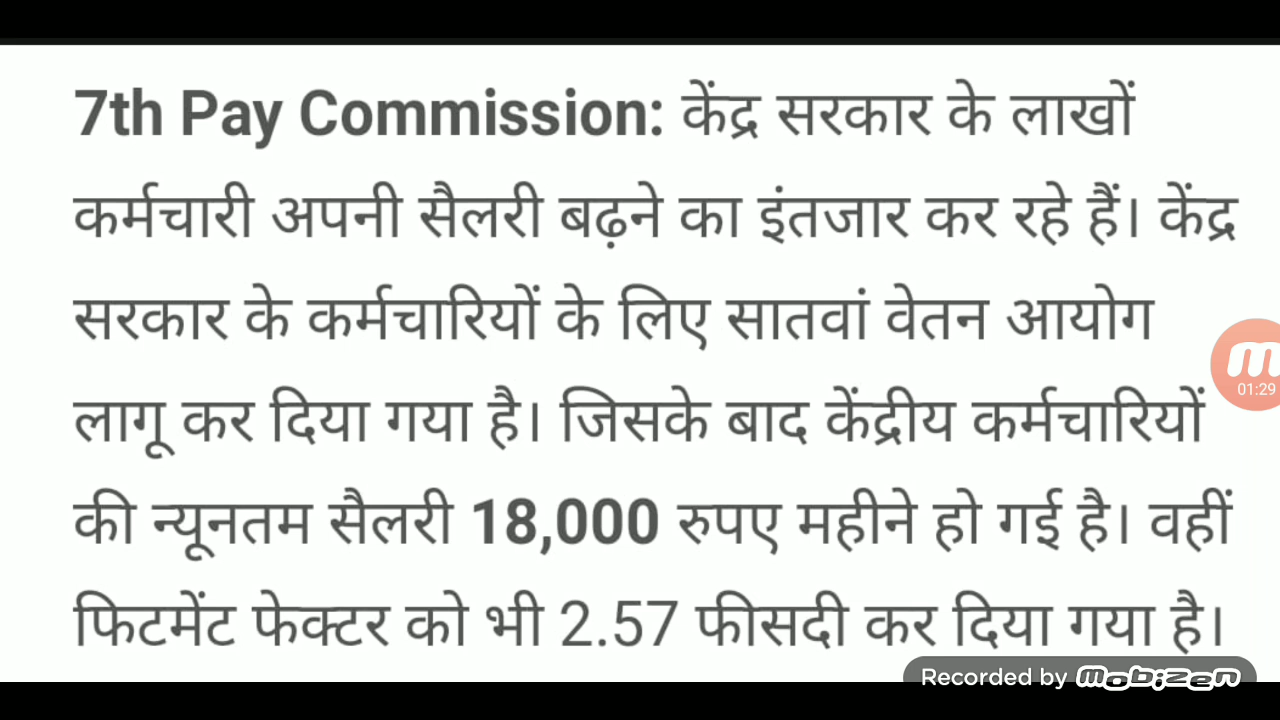 7th Pay Commission: केंद्र सरकार के लाखों
कर्मचारी अपनी सैलरी बढ़ने का इंतजार कर रहे हैं। केंद्र
सरकार के कर्मचारियों के लिए सातवां वेतन आयोग
लागू कर दिया गया है। जिसके बाद केंद्रीय कर्मचारियों
की न्यूनतम सैलरी 18,000 रुपए महीने हो गई है। वहीं
फिटमेंट फेक्टर को भी 2.57 फीसदी कर दिया गया है।
m
01:29
Recorded by mobizen